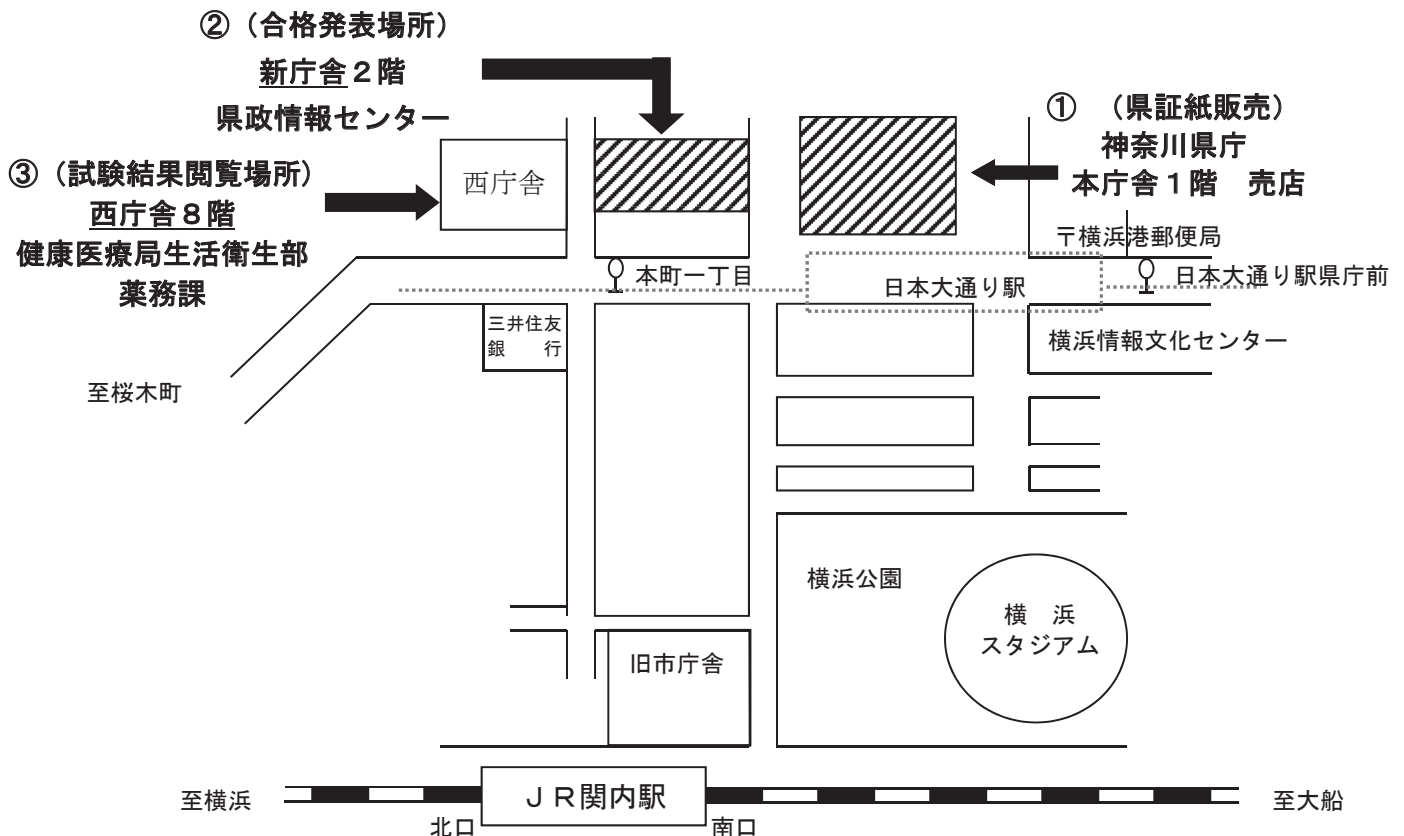 ②(合格発表場所)
新庁舎２階
県政情報センター
① (県証紙販売)
神奈川県庁
本庁舎１階 売店
③(試験結果閲覧場所)
西庁舎８階
健康医療局生活衛生部
薬務課
西庁舎
〒横浜港郵便局
本町一丁目
日本大通り駅
日本大通り駅県庁前
三井住友
銀 行
横浜情報文化センター
至桜木町
横浜公園
横 浜
スタジアム
旧市庁舎
至横浜
ＪＲ関内駅
至大船
北口
南口